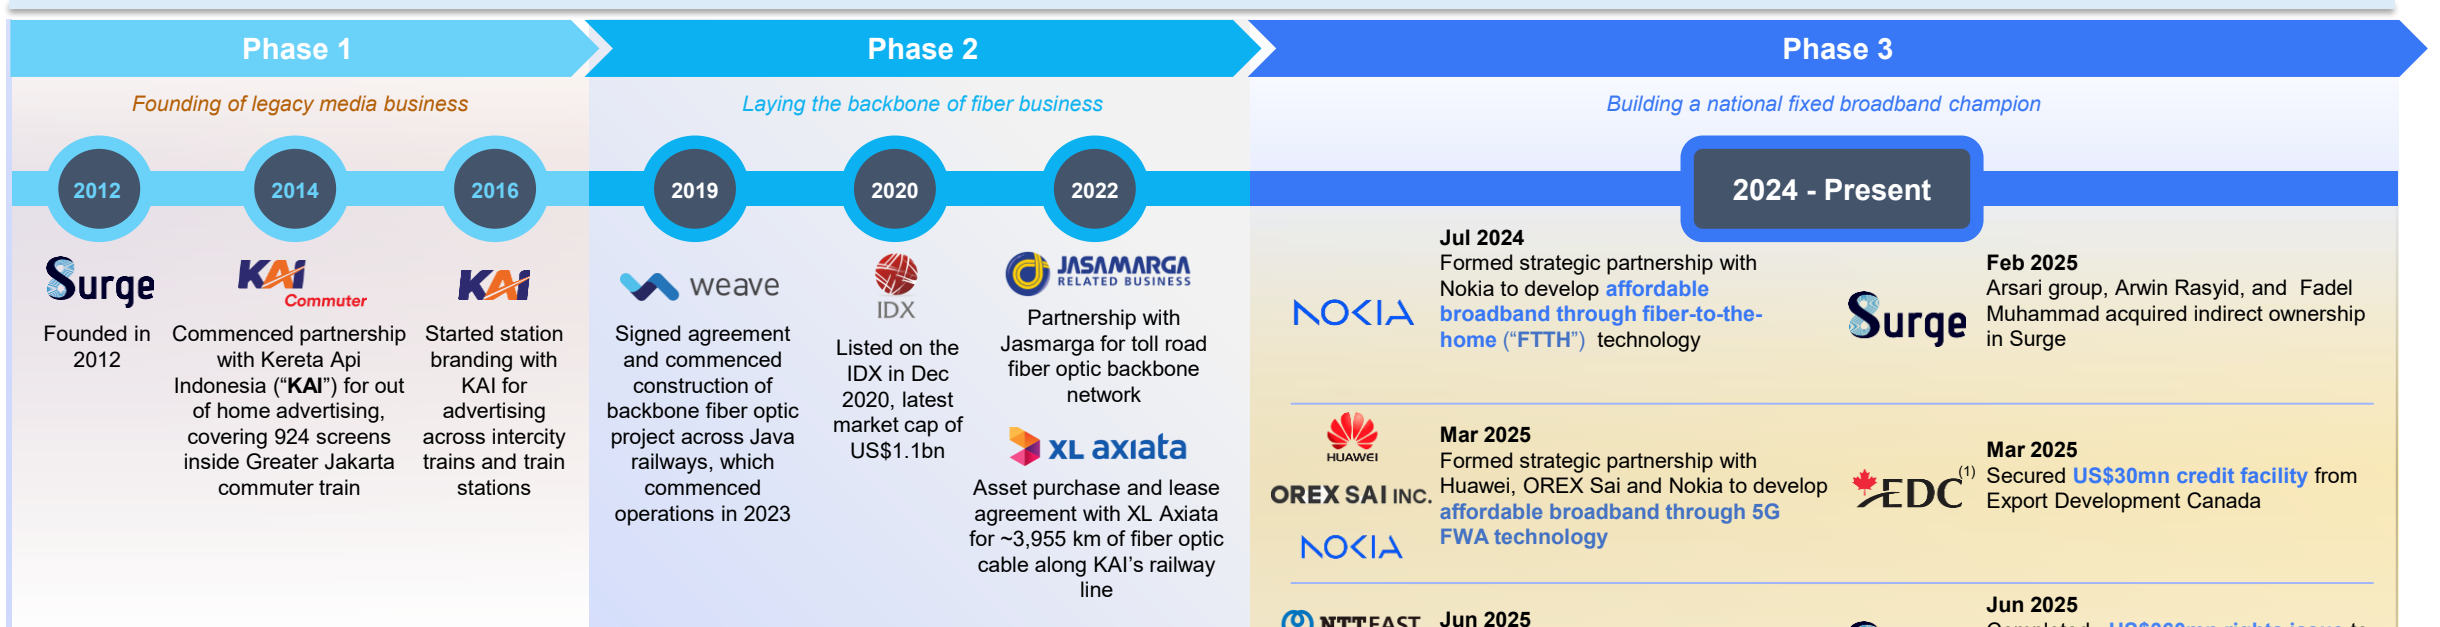 Phase 1
Phase 2
Phase 3
Founding of legacy media business
Laying the backbone of fiber business
Building a national fixed broadband champion
2012
2014
2016
2019
2020
2022
2024 - Present
Surge
Founded in
2012
KAI
Commuter
Commenced partnership
with Kereta Api
Indonesia (“KAI”) for out
of home advertising,
covering 924 screens
inside Greater Jakarta
commuter train
KAI
Started station
branding with
KAI for
advertising
across intercity
trains and train
stations
weave
Signed agreement
and commenced
construction of
backbone fiber optic
project across Java
railways, which
commenced
operations in 2023
IDX
Listed on the
IDX in Dec
2020, latest
market cap of
US$1.1bn
JASAMARGA
RELATED BUSINESS
Partnership with
Jasmarga for toll road
fiber optic backbone
network
XL axiata
Asset purchase and lease
agreement with XL Axiata
for ~3,955 km of fiber optic
cable along KAI’s railway
line
NOKIA
Jul 2024
Formed strategic partnership with
Nokia to develop affordable
broadband through fiber-to-the-
home (“FTTH”) technology
Surge
Feb 2025
Arsari group, Arwin Rasyid, and Fadel
Muhammad acquired indirect ownership
in Surge
HUAWEI
OREX SAI INC.
NOKIA
Mar 2025
Formed strategic partnership with
Huawei, OREX Sai and Nokia to develop
affordable broadband through 5G
FWA technology
EDC(1)
Mar 2025
Secured US$30mn credit facility from
Export Development Canada
NTT EAST
Jun 2025
Jun 2025